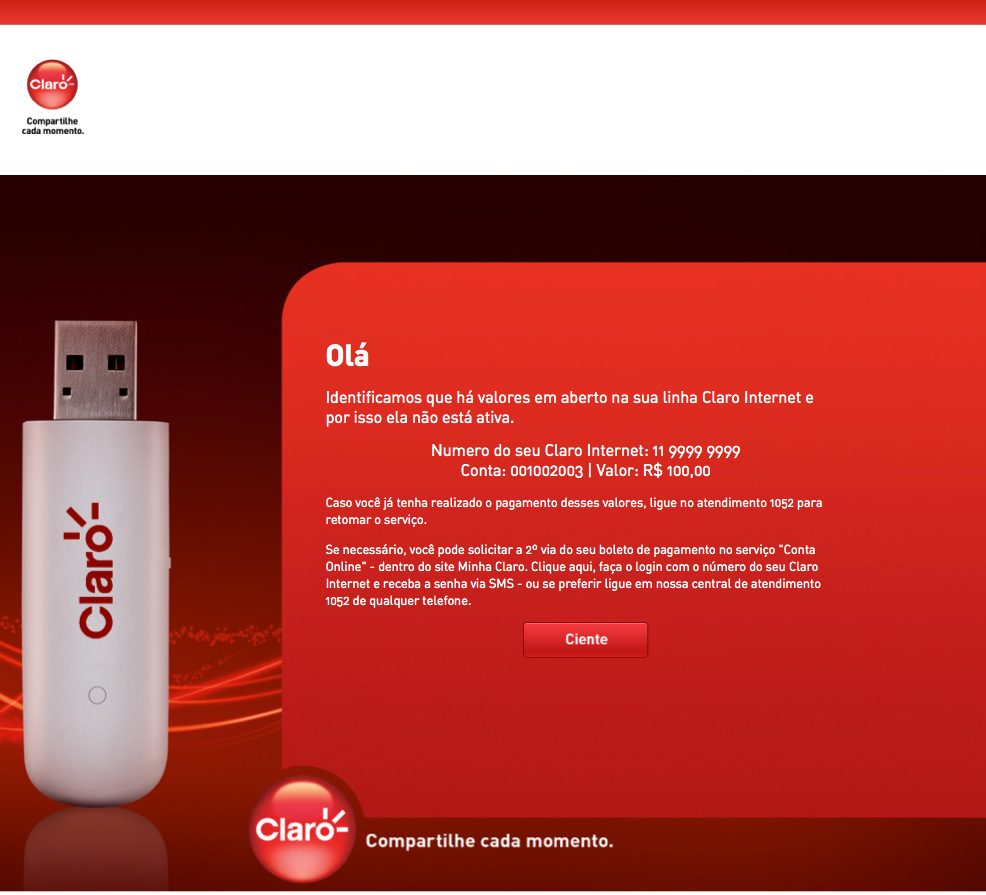 Claro
Compartilhe
cada momento.
Olá
Identificamos que há valores em aberto na sua linha Claro Internet e
por isso ela não está ativa.
Numero do seu Claro Internet: 11 9999 9999
Conta: 001002003 | Valor: R$ 100,00
Caso você já tenha realizado o pagamento desses valores, ligue no atendimento 1052 para
retomar o serviço.
Se necessário, você pode solicitar a 2º via do seu boleto de pagamento no serviço "Conta
Online" - dentro do site Minha Claro. Clique aqui, faça o login com o número do seu Claro
Internet e receba a senha via SMS - ou se preferir ligue em nossa central de atendimento
1052 de qualquer telefone.
Ciente
Claro
Claro
Compartilhe cada momento.